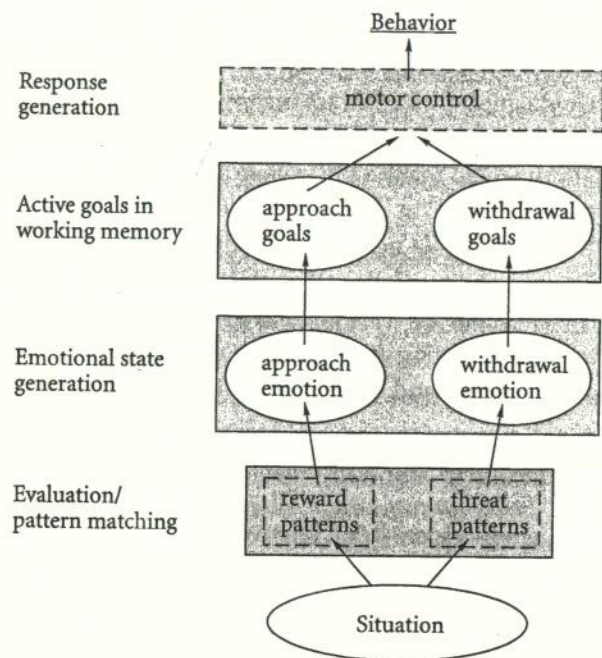 Behavior
Response
generation
motor control
Active goals in
working memory
approach
goals
withdrawal
goals
Emotional state
generation
approach
emotion
withdrawal
emotion
Evaluation/
pattern matching
reward
patterns
threat
patterns
Situation